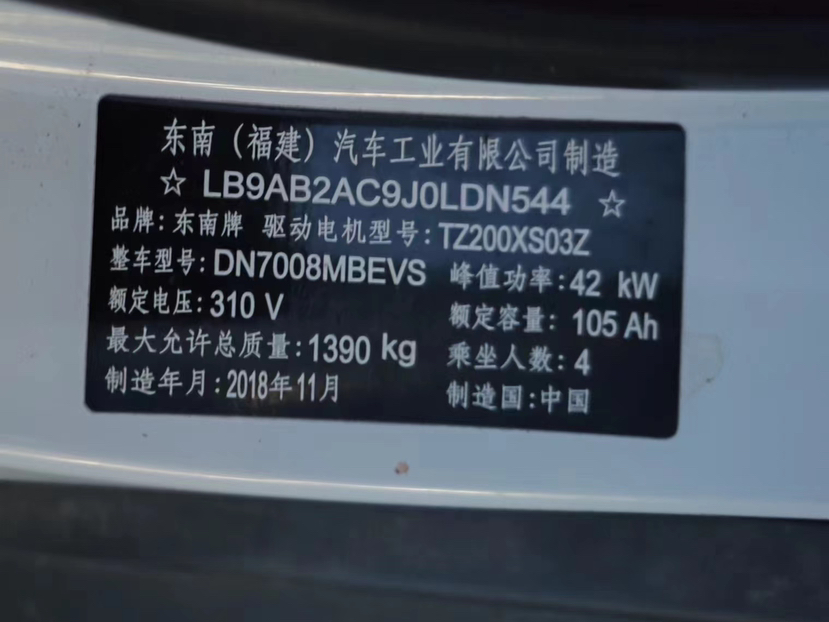 东南（福建）汽车工业有限公司制造
☆ LB9AB2AC9J0LDN544 ☆
品牌：东南牌 驱动电机型号：TZ200XS03Z
整车型号：DN7008MBEVS 峰值功率：42 kW
额定电压：310 V 额定容量：105 Ah
最大允许总质量：1390 kg 乘坐人数：4
制造年月：2018年11月 制造国：中国